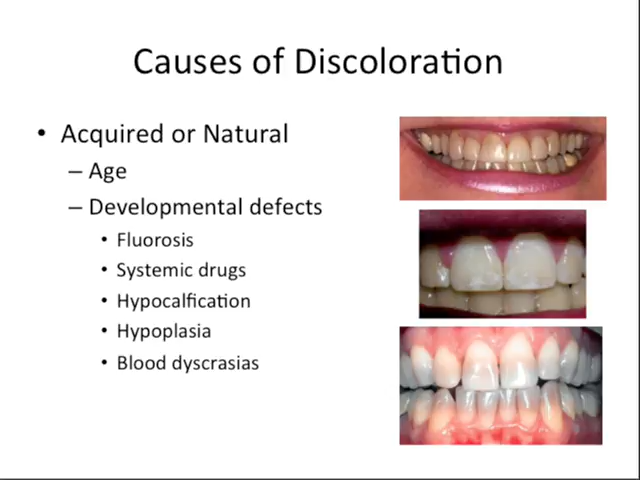 Causes of Discoloration
• Acquired or Natural
– Age
– Developmental defects
• Fluorosis
• Systemic drugs
• Hypocalfication
• Hypoplasia
• Blood dyscrasias